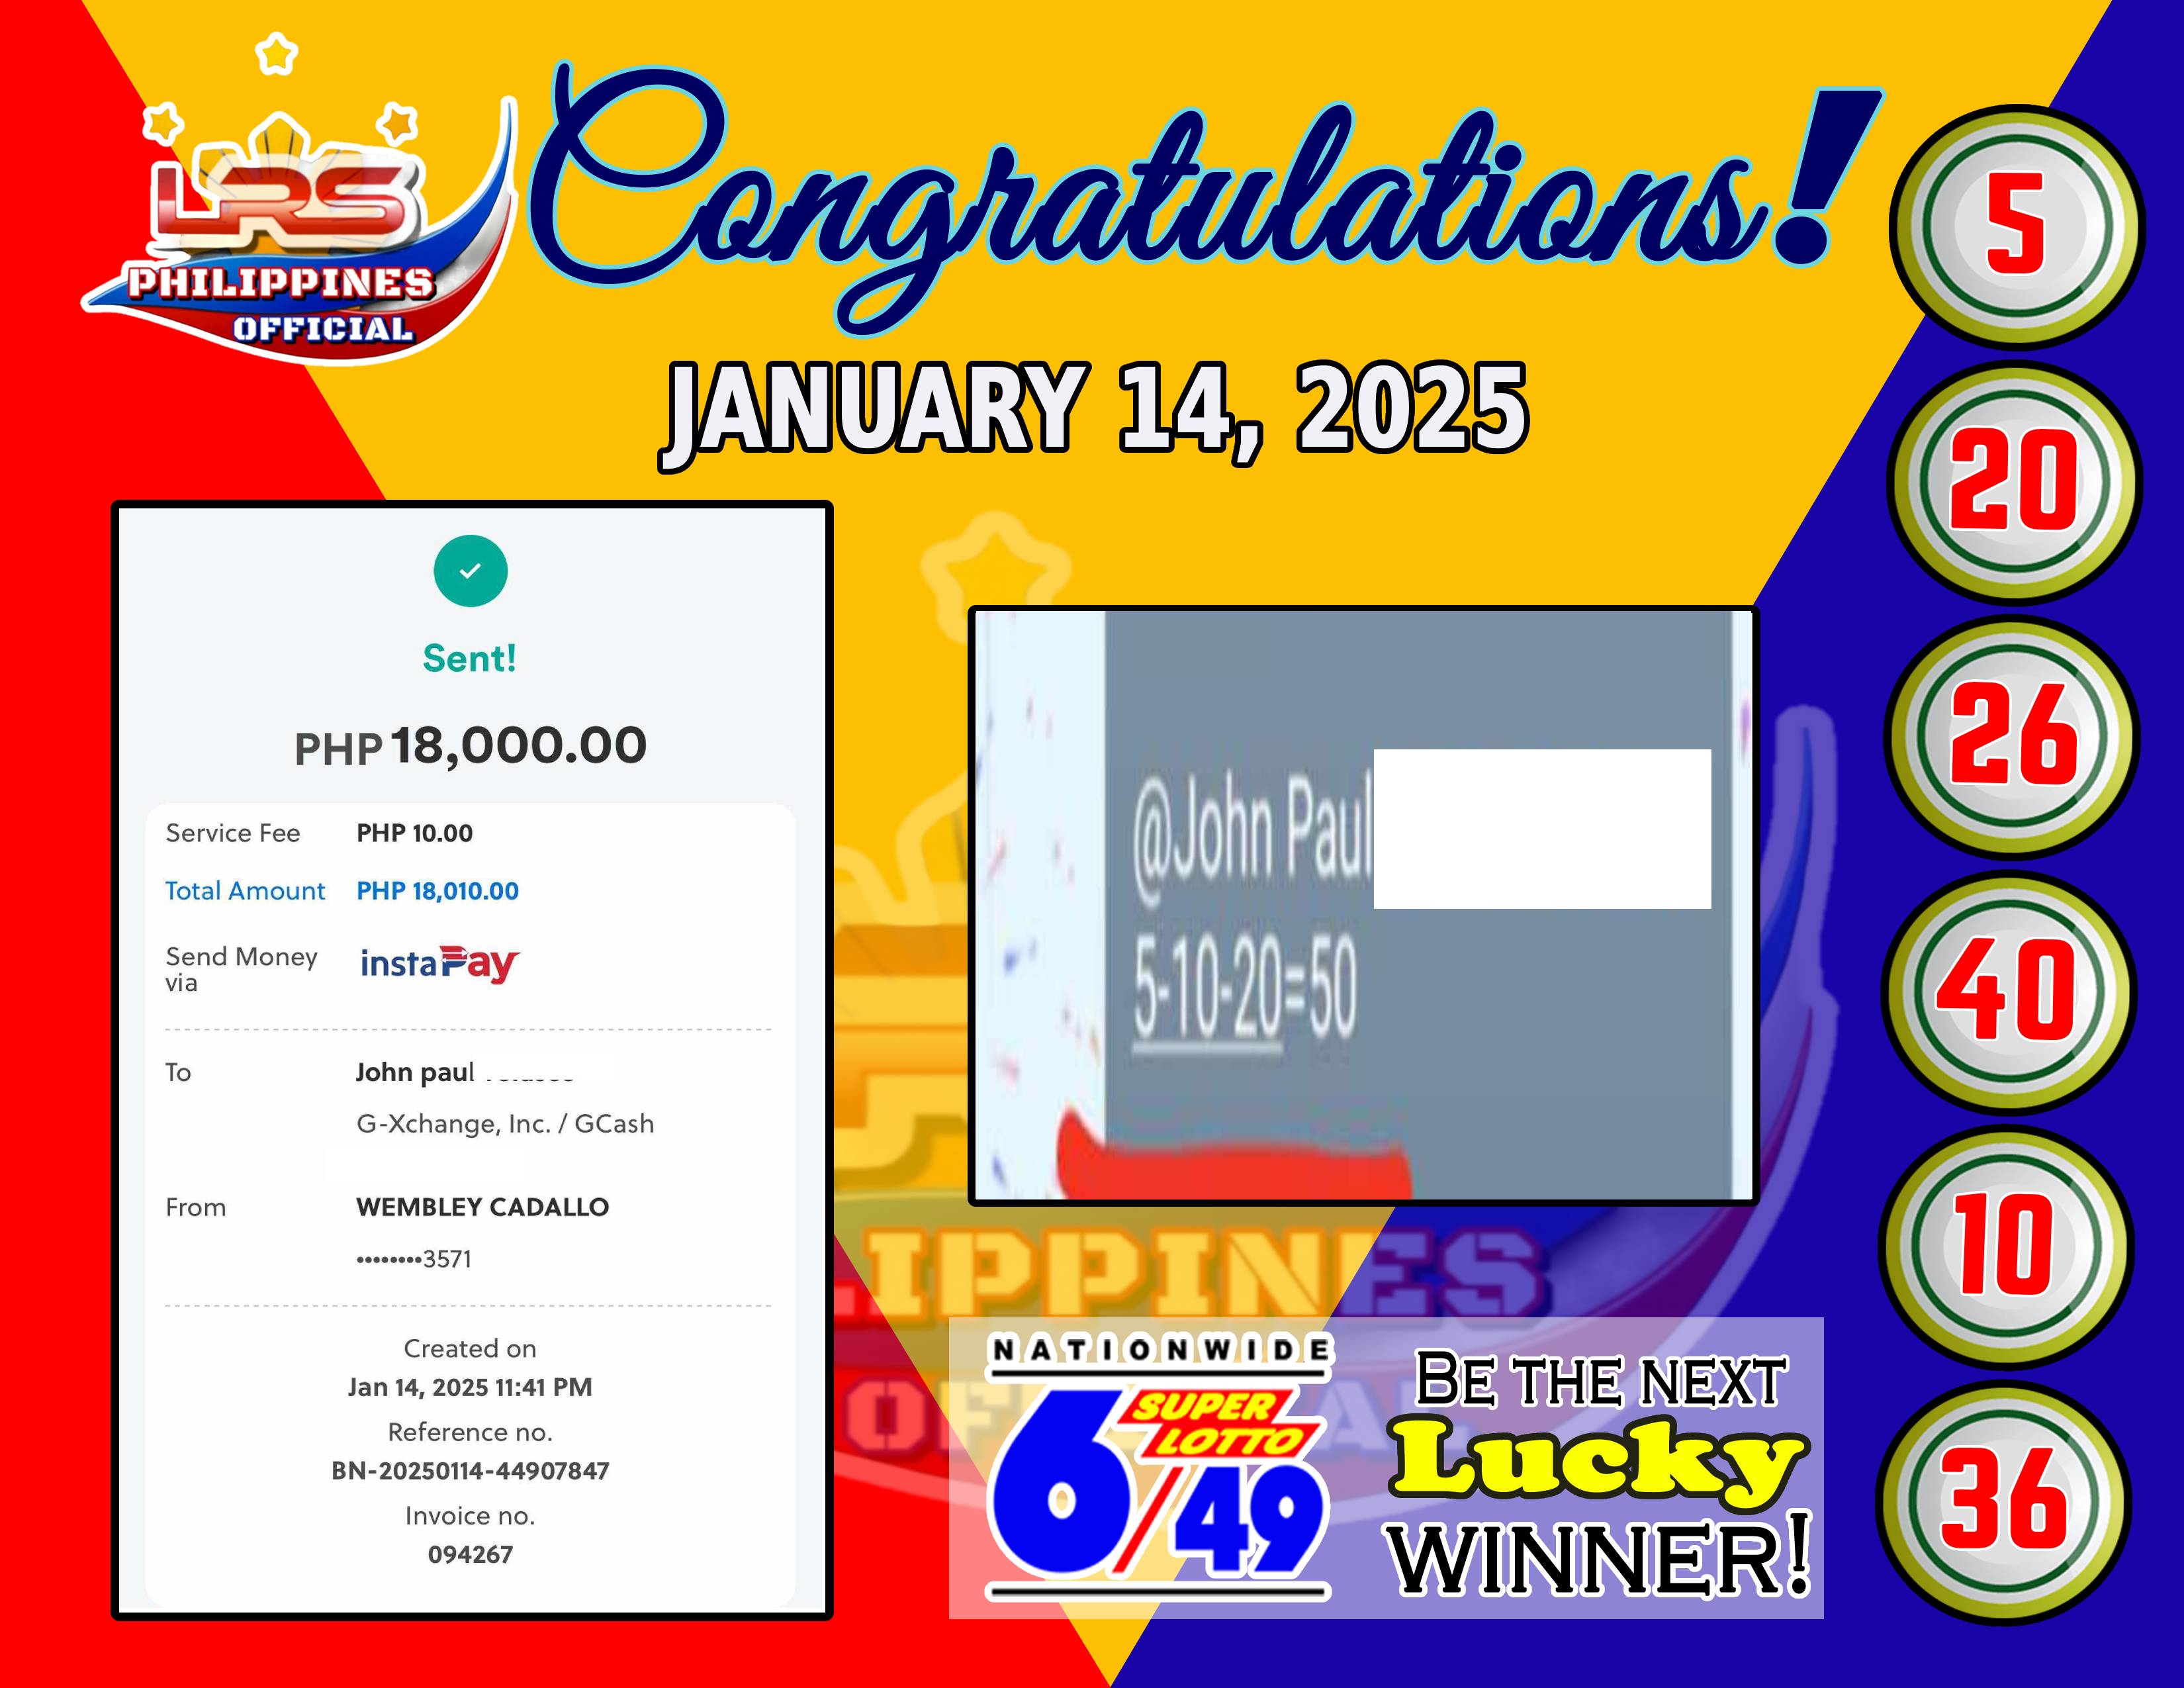 LRS
PHILIPPINES
OFFICIAL
Congratulations!
JANUARY 14, 2025
Sent!
PHP 18,000.00
Service Fee PHP 10.00
Total Amount PHP 18,010.00
Send Money via instaPay
To John paul
G-Xchange, Inc. / GCash
From WEMBLEY CADALLO
••••••••3571
Created on
Jan 14, 2025 11:41 PM
Reference no.
BN-20250114-44907847
Invoice no.
094267
@John Paul
5-10-20=50
NATIONWIDE
SUPER
LOTTO
6/49
BE THE NEXT
Lucky
WINNER!
5
20
26
40
10
36